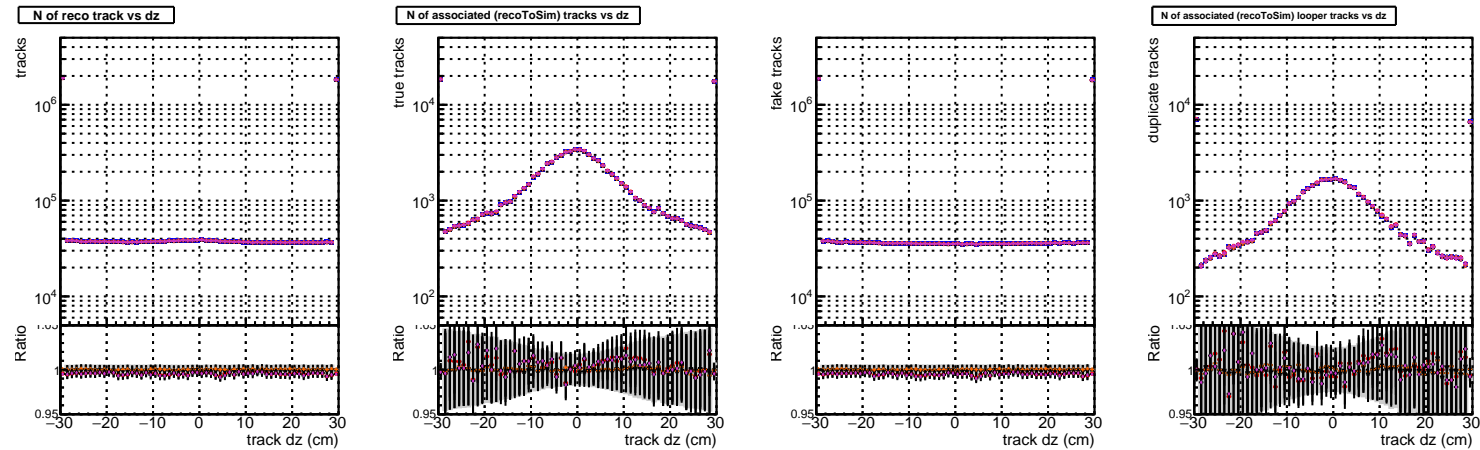 N of reco track vs dz
tracks
10^6
10^5
10^4
Ratio
1
0.95
−30 −20 −10 0 10 20 30
track dz (cm)
N of associated (recoToSim) tracks vs dz
true tracks
10^4
10^3
10^2
Ratio
1
0.95
−30 −20 −10 0 10 20 30
track dz (cm)
fake tracks
10^6
10^5
10^4
Ratio
1
0.95
−30 −20 −10 0 10 20 30
track dz (cm)
N of associated (recoToSim) looper tracks vs dz
duplicate tracks
10^4
10^3
10^2
Ratio
1
0.95
−30 −20 −10 0 10 20 30
track dz (cm)